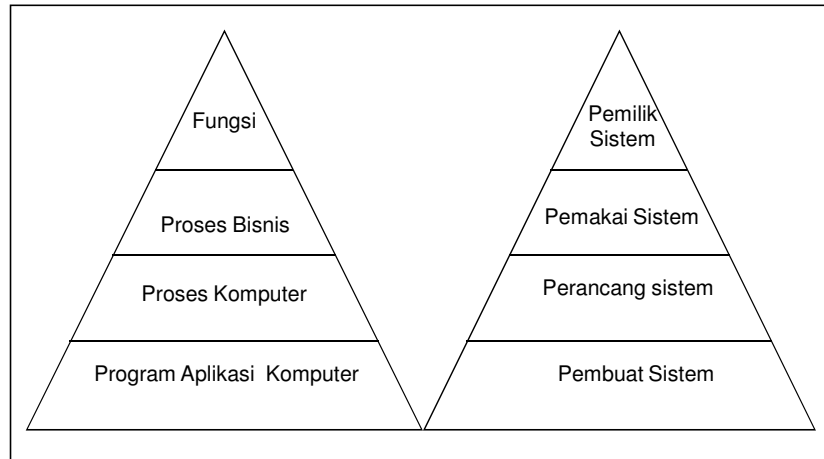 Fungsi
Proses Bisnis
Proses Komputer
Program Aplikasi Komputer
Pemilik
Sistem
Pemakai Sistem
Perancang sistem
Pembuat Sistem